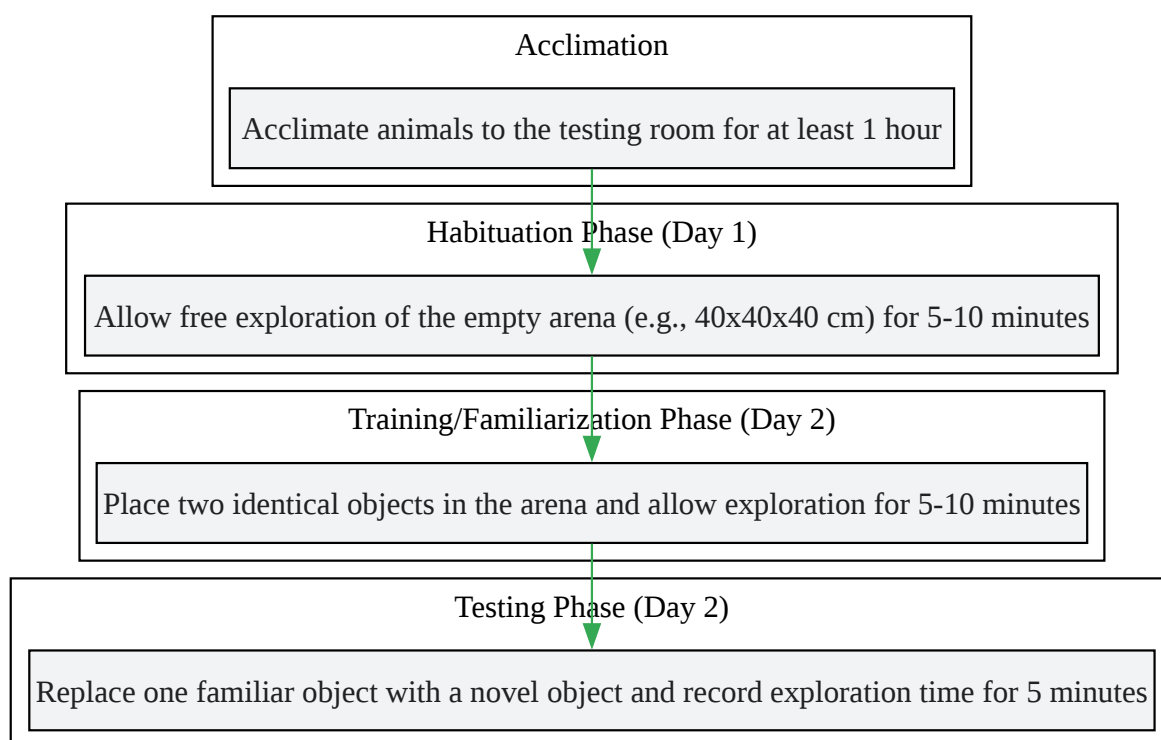 Acclimation
Acclimate animals to the testing room for at least 1 hour
Habituation Phase (Day 1)
Allow free exploration of the empty arena (e.g., 40x40x40 cm) for 5-10 minutes
Training/Familiarization Phase (Day 2)
Place two identical objects in the arena and allow exploration for 5-10 minutes
Testing Phase (Day 2)
Replace one familiar object with a novel object and record exploration time for 5 minutes